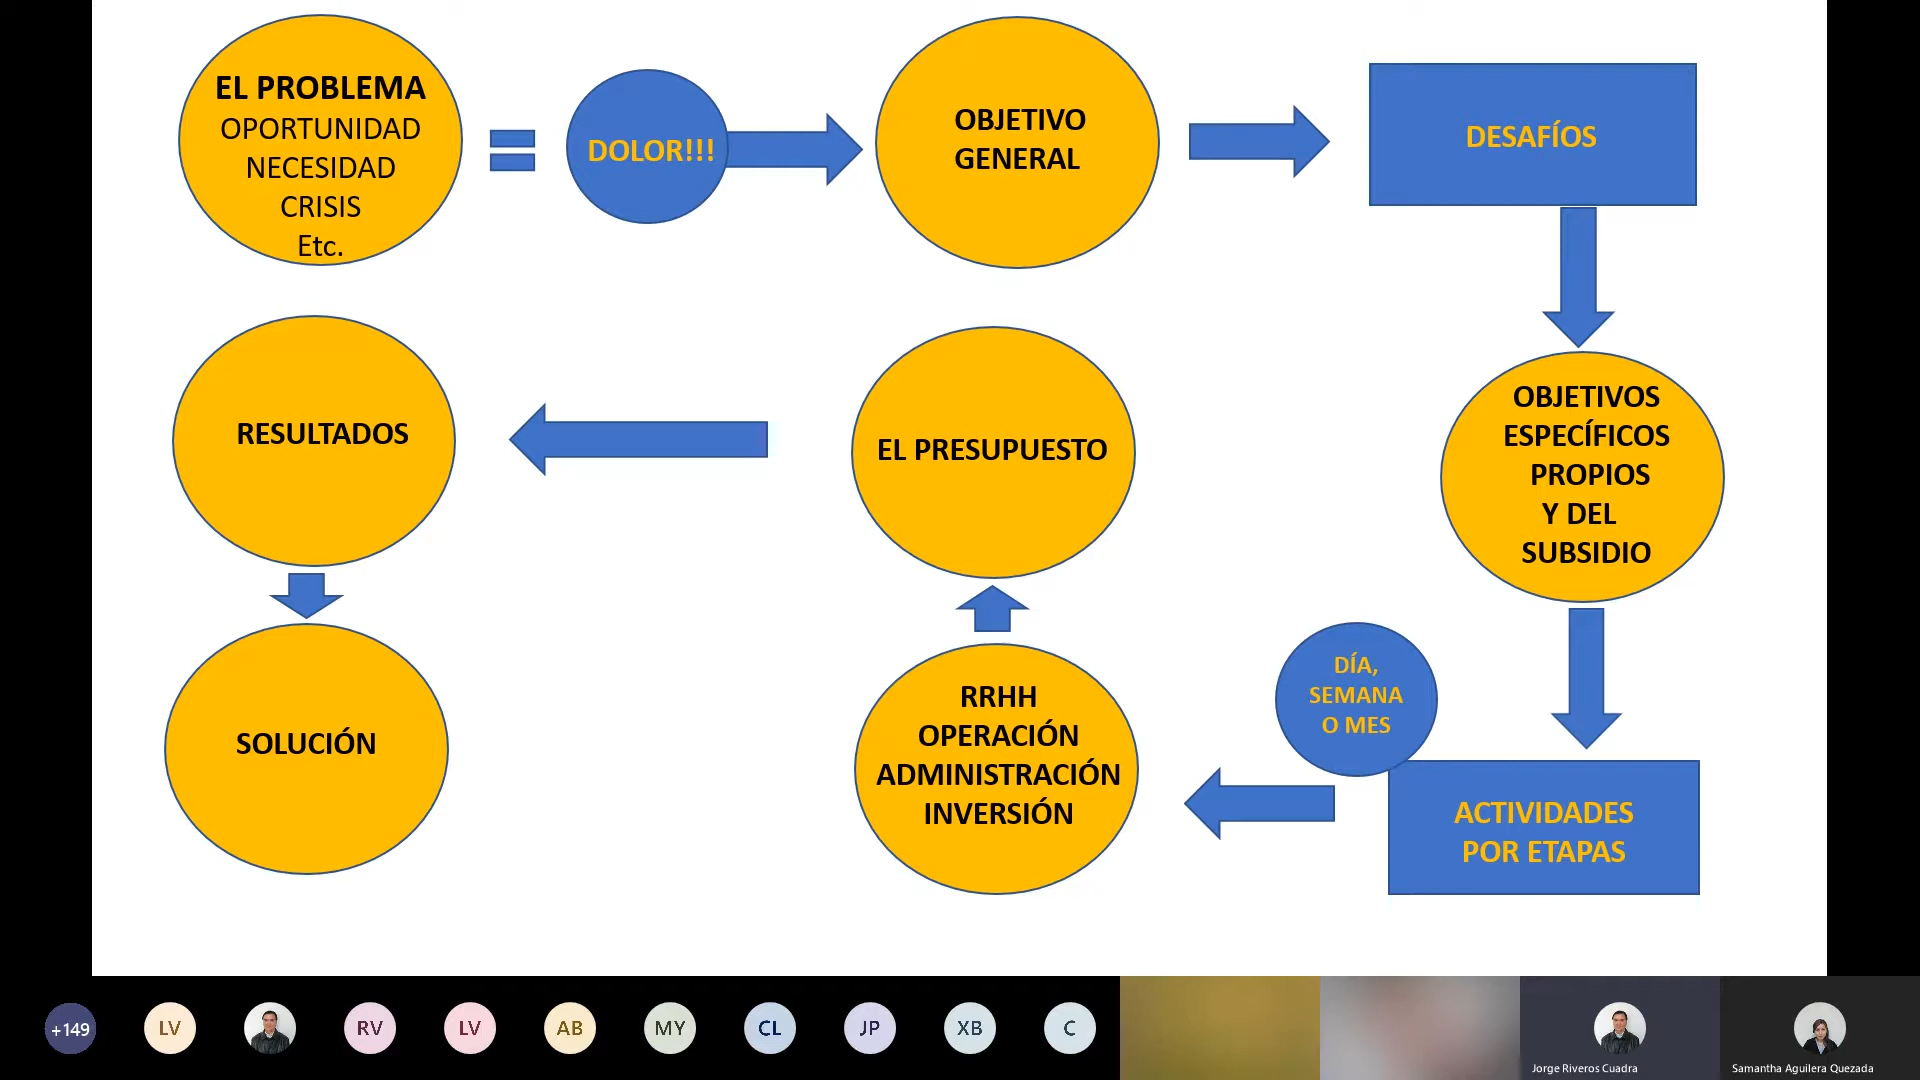 EL PROBLEMA
OPORTUNIDAD
NECESIDAD
CRISIS
Etc.
DOLOR!!!
OBJETIVO
GENERAL
DESAFÍOS
OBJETIVOS
ESPECÍFICOS
PROPIOS
Y DEL
SUBSIDIO
DÍA,
SEMANA
O MES
ACTIVIDADES
POR ETAPAS
RRHH
OPERACIÓN
ADMINISTRACIÓN
INVERSIÓN
EL PRESUPUESTO
RESULTADOS
SOLUCIÓN
+149
LV
RV
LV
AB
MY
CL
JP
XB
C
Jorge Riveros Cuadra
Samantha Aguilera Quezada